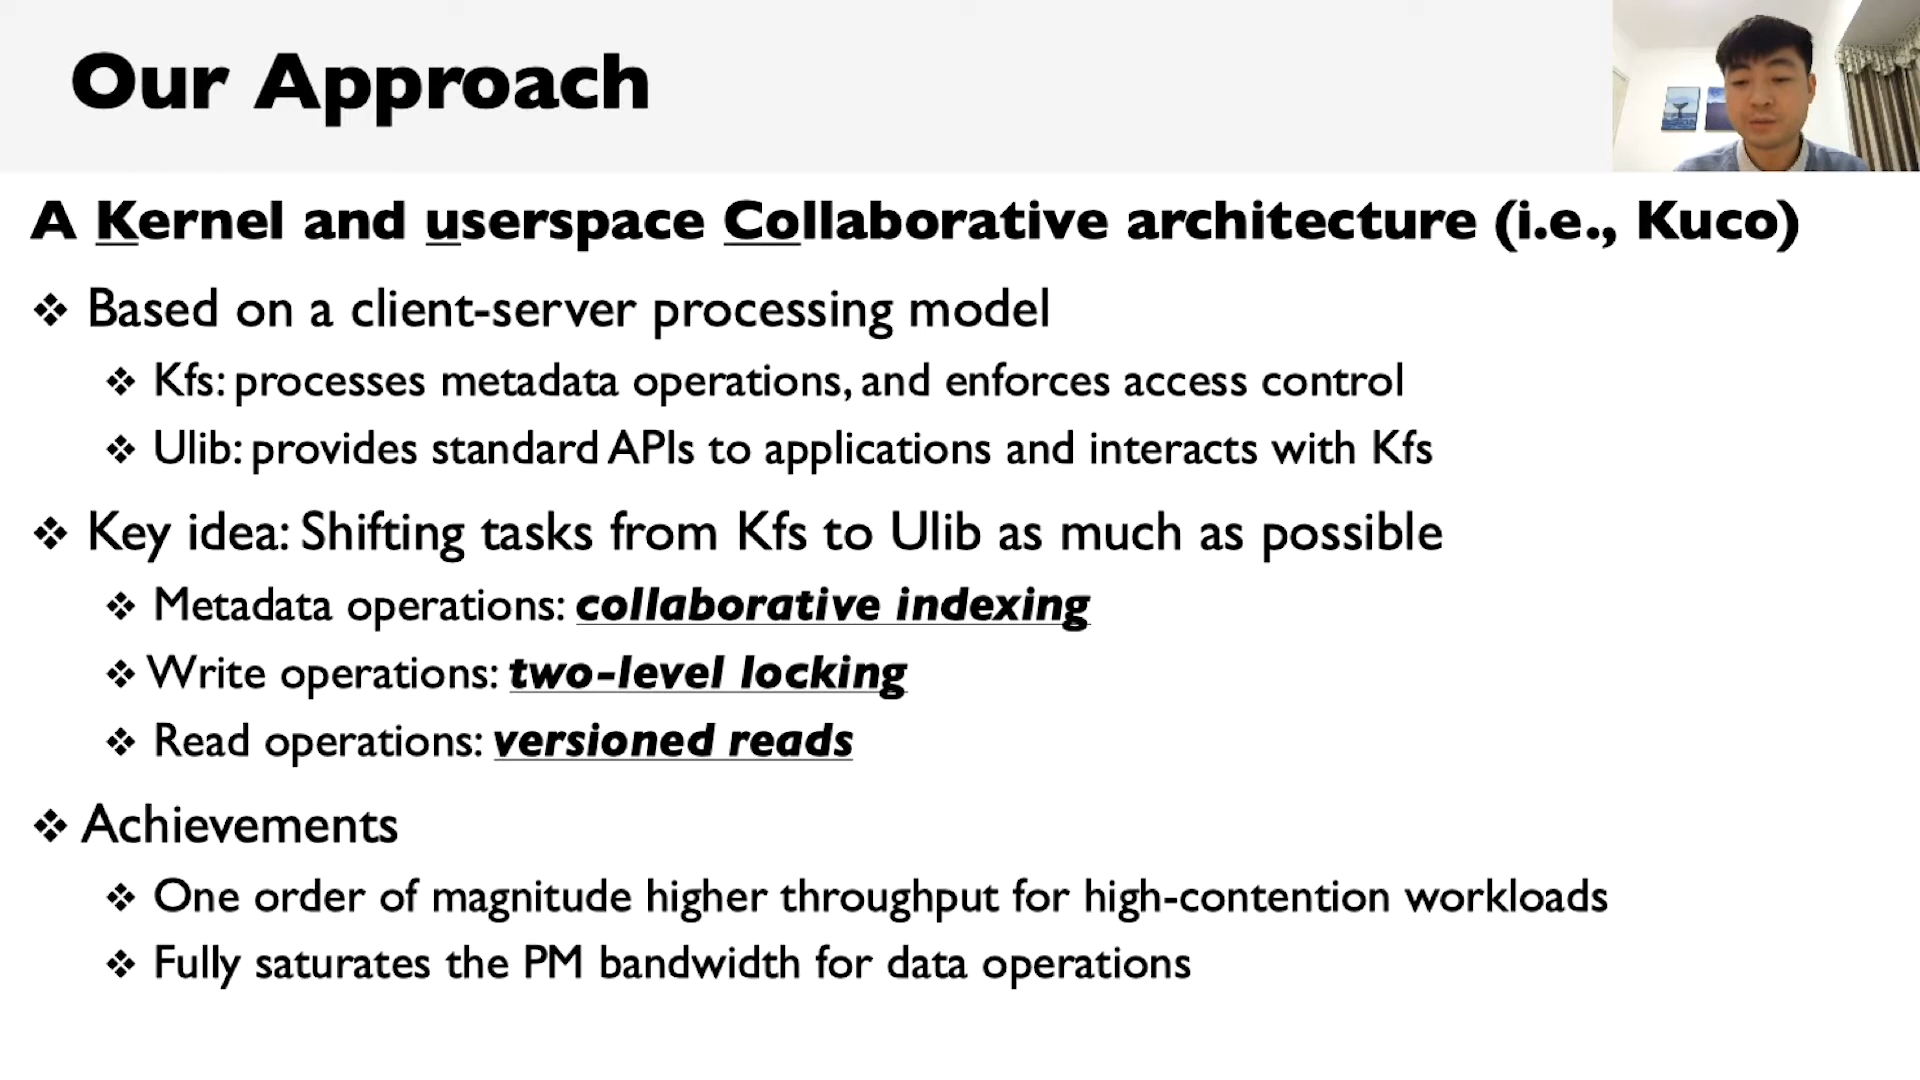 Our Approach
A Kernel and userspace Collaborative architecture (i.e., Kuco)
❖ Based on a client-server processing model
❖ Kfs: processes metadata operations, and enforces access control
❖ Ulib: provides standard APIs to applications and interacts with Kfs
❖ Key idea: Shifting tasks from Kfs to Ulib as much as possible
❖ Metadata operations: collaborative indexing
❖ Write operations: two-level locking
❖ Read operations: versioned reads
❖ Achievements
❖ One order of magnitude higher throughput for high-contention workloads
❖ Fully saturates the PM bandwidth for data operations